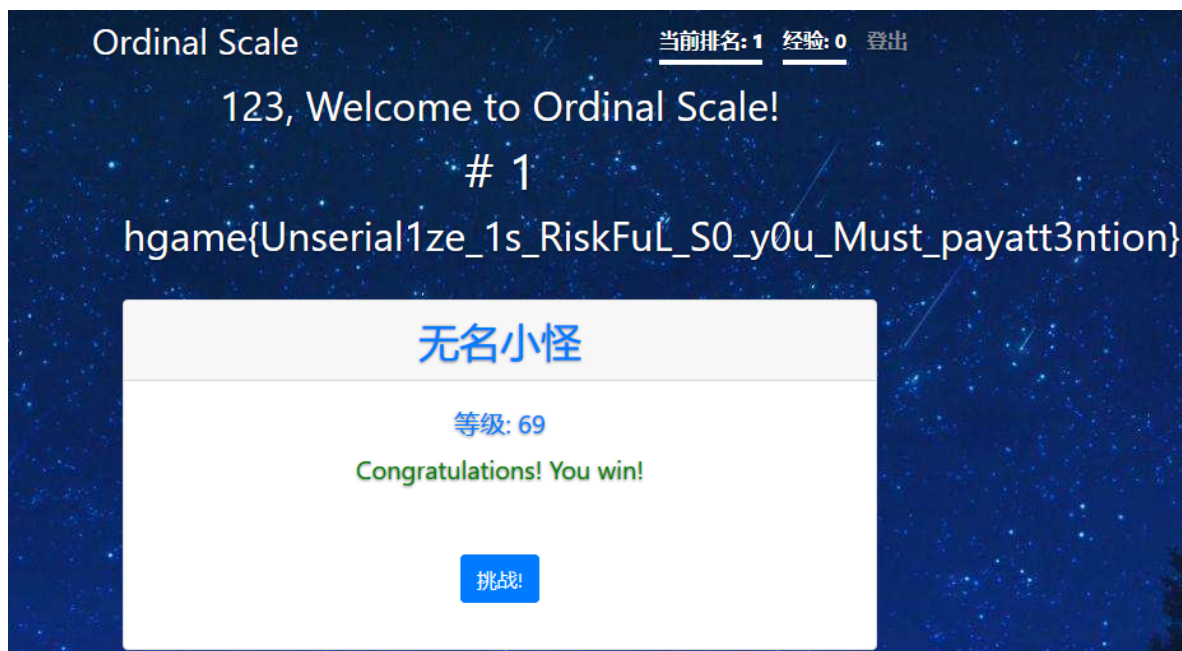 Ordinal Scale 当前排名: 1 经验: 0 登出
123, Welcome to Ordinal Scale!
# 1
hgame{Unserial1ze_1s_RiskFuL_S0_y0u_Must_payatt3ntion}
无名小怪
等级: 69
Congratulations! You win!
挑战!